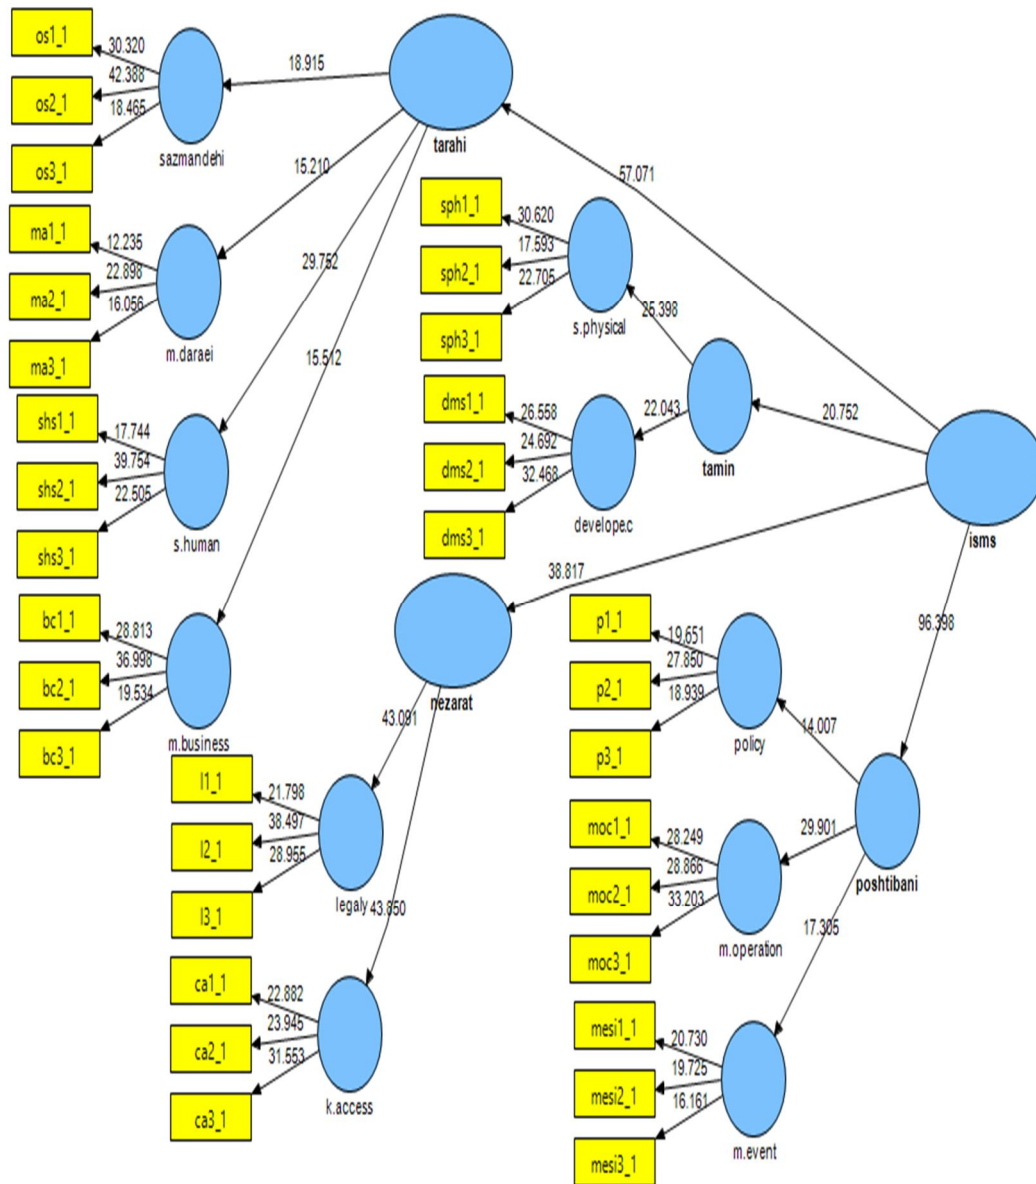 os1_1
30.320
os2_1
42.388
os3_1
18.465
sazmandehi
18.915
tarahi
57.071
ma1_1
12.235
ma2_1
22.898
ma3_1
16.056
m.daraei
15.210
shs1_1
17.744
shs2_1
39.754
shs3_1
22.505
s.human
29.752
bc1_1
28.813
bc2_1
36.998
bc3_1
19.534
m.business
15.512
sph1_1
30.620
sph2_1
17.593
sph3_1
22.705
s.physical
25.398
dms1_1
26.558
dms2_1
24.692
dms3_1
32.468
develope.c
22.043
tamin
20.752
isms
38.817
nezarat
96.398
l1_1
21.798
l2_1
38.497
l3_1
28.955
legaly
43.091
ca1_1
22.882
ca2_1
23.945
ca3_1
31.553
k.access
43.850
p1_1
19.651
p2_1
27.850
p3_1
18.939
policy
14.007
moc1_1
28.249
moc2_1
28.866
moc3_1
33.203
m.operation
29.901
poshtibani
mesi1_1
20.730
mesi2_1
19.725
mesi3_1
16.161
m.event
17.305